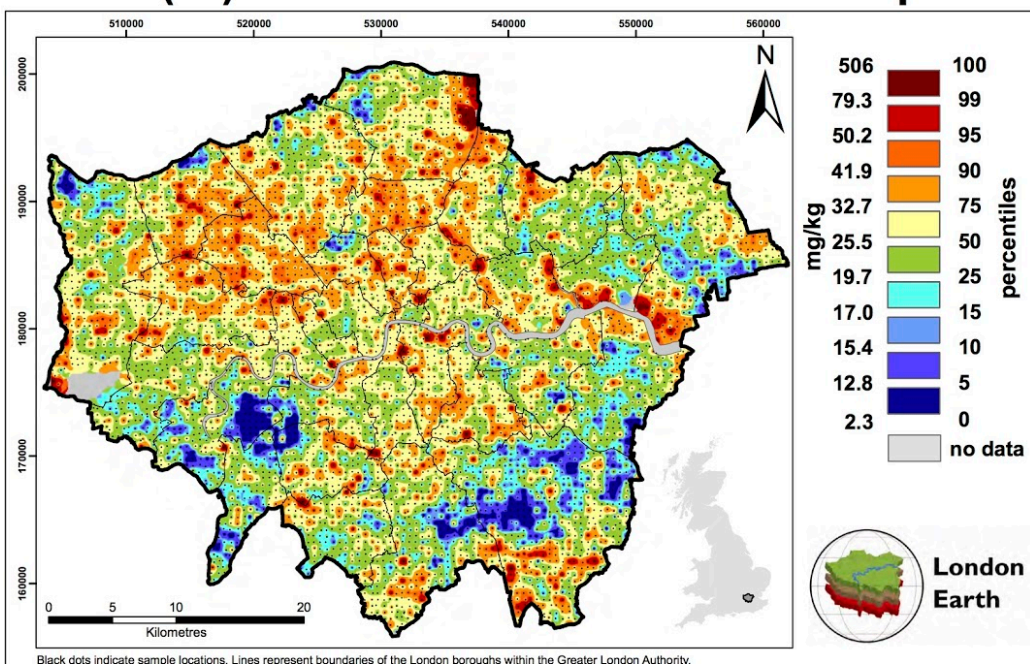 510000 520000 530000 540000 550000 560000
200000
190000
180000
170000
160000
N
506
79.3
50.2
41.9
32.7
25.5
19.7
17.0
15.4
12.8
2.3
mg/kg
100
99
95
90
75
50
25
15
10
5
0
percentiles
no data
0 5 10 20
Kilometres
London
Earth
Black dots indicate sample locations. Lines represent boundaries of the London boroughs within the Greater London Authority.